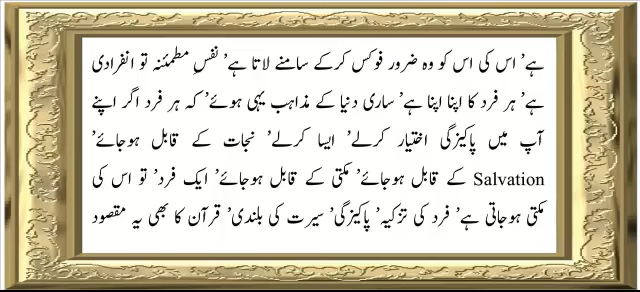 ہے’ اس کی اس کو وہ ضرور فوکس کرکے سامنے لاتا ہے’ نفسِ مطمئنہ تو انفرادی
ہے’ ہر فرد کا اپنا اپنا ہے’ ساری دنیا کے مذاہب یہی ہوئے’ کہ ہر فرد اگر اپنے
آپ میں پاکیزگی اختیار کرلے’ ایسا کرلے’ نجات کے قابل ہوجائے’
Salvation کے قابل ہوجائے’ مکتی کے قابل ہوجائے’ ایک فرد’ تو اس کی
مکتی ہوجاتی ہے’ فرد کی تزکیہ’ پاکیزگی’ سیرت کی بلندی’ قرآن کا بھی یہ مقصود